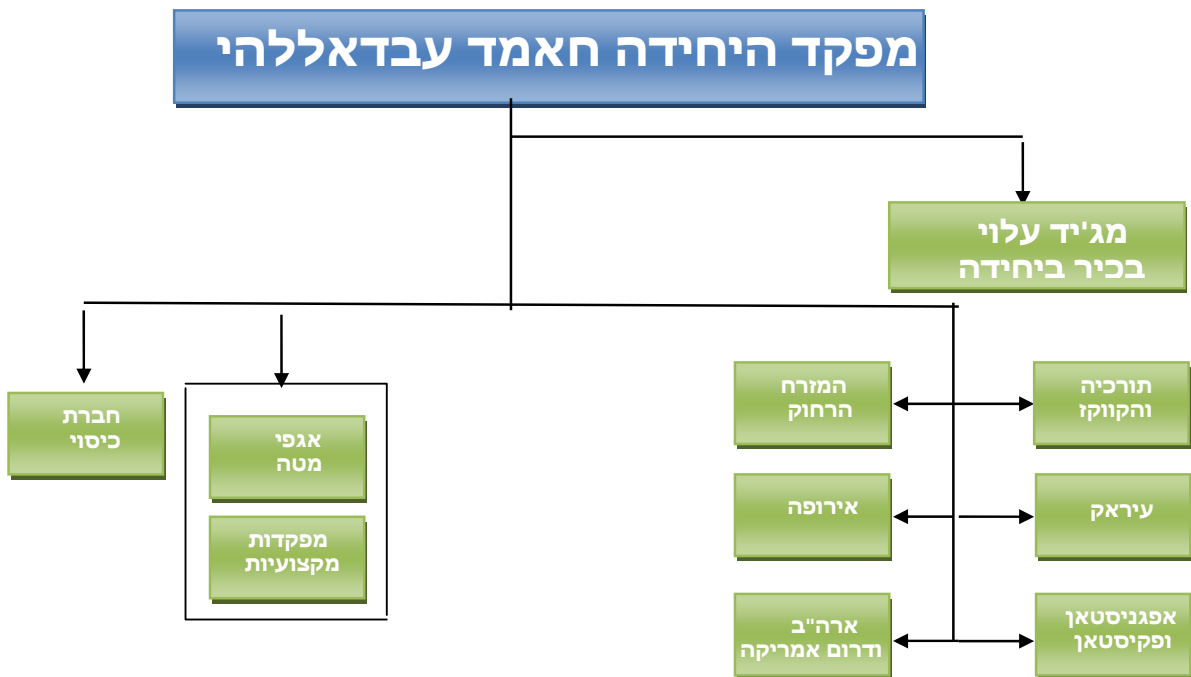 מפקד היחידה חאמד עבדאללהי
מג'יד עלוי
בכיר ביחידה
תורכיה
והקווקז
המזרח
הרחוק
חברת
כיסוי
אגפי
מטה
עיראק
אירופה
מפקדות
מקצועיות
אפגניסטאן
ופקיסטאן
ארה"ב
ודרום אמריקה